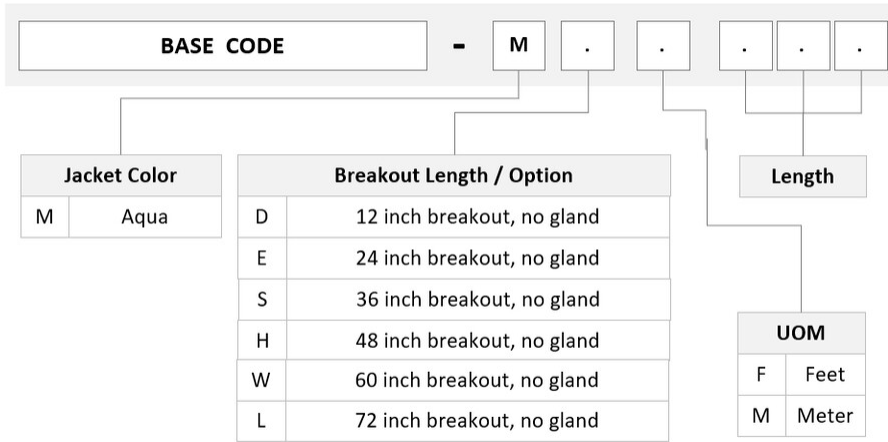 BASE CODE - M . . . . .
Jacket Color
M Aqua
Breakout Length / Option
D 12 inch breakout, no gland
E 24 inch breakout, no gland
S 36 inch breakout, no gland
H 48 inch breakout, no gland
W 60 inch breakout, no gland
L 72 inch breakout, no gland
Length
UOM
F Feet
M Meter